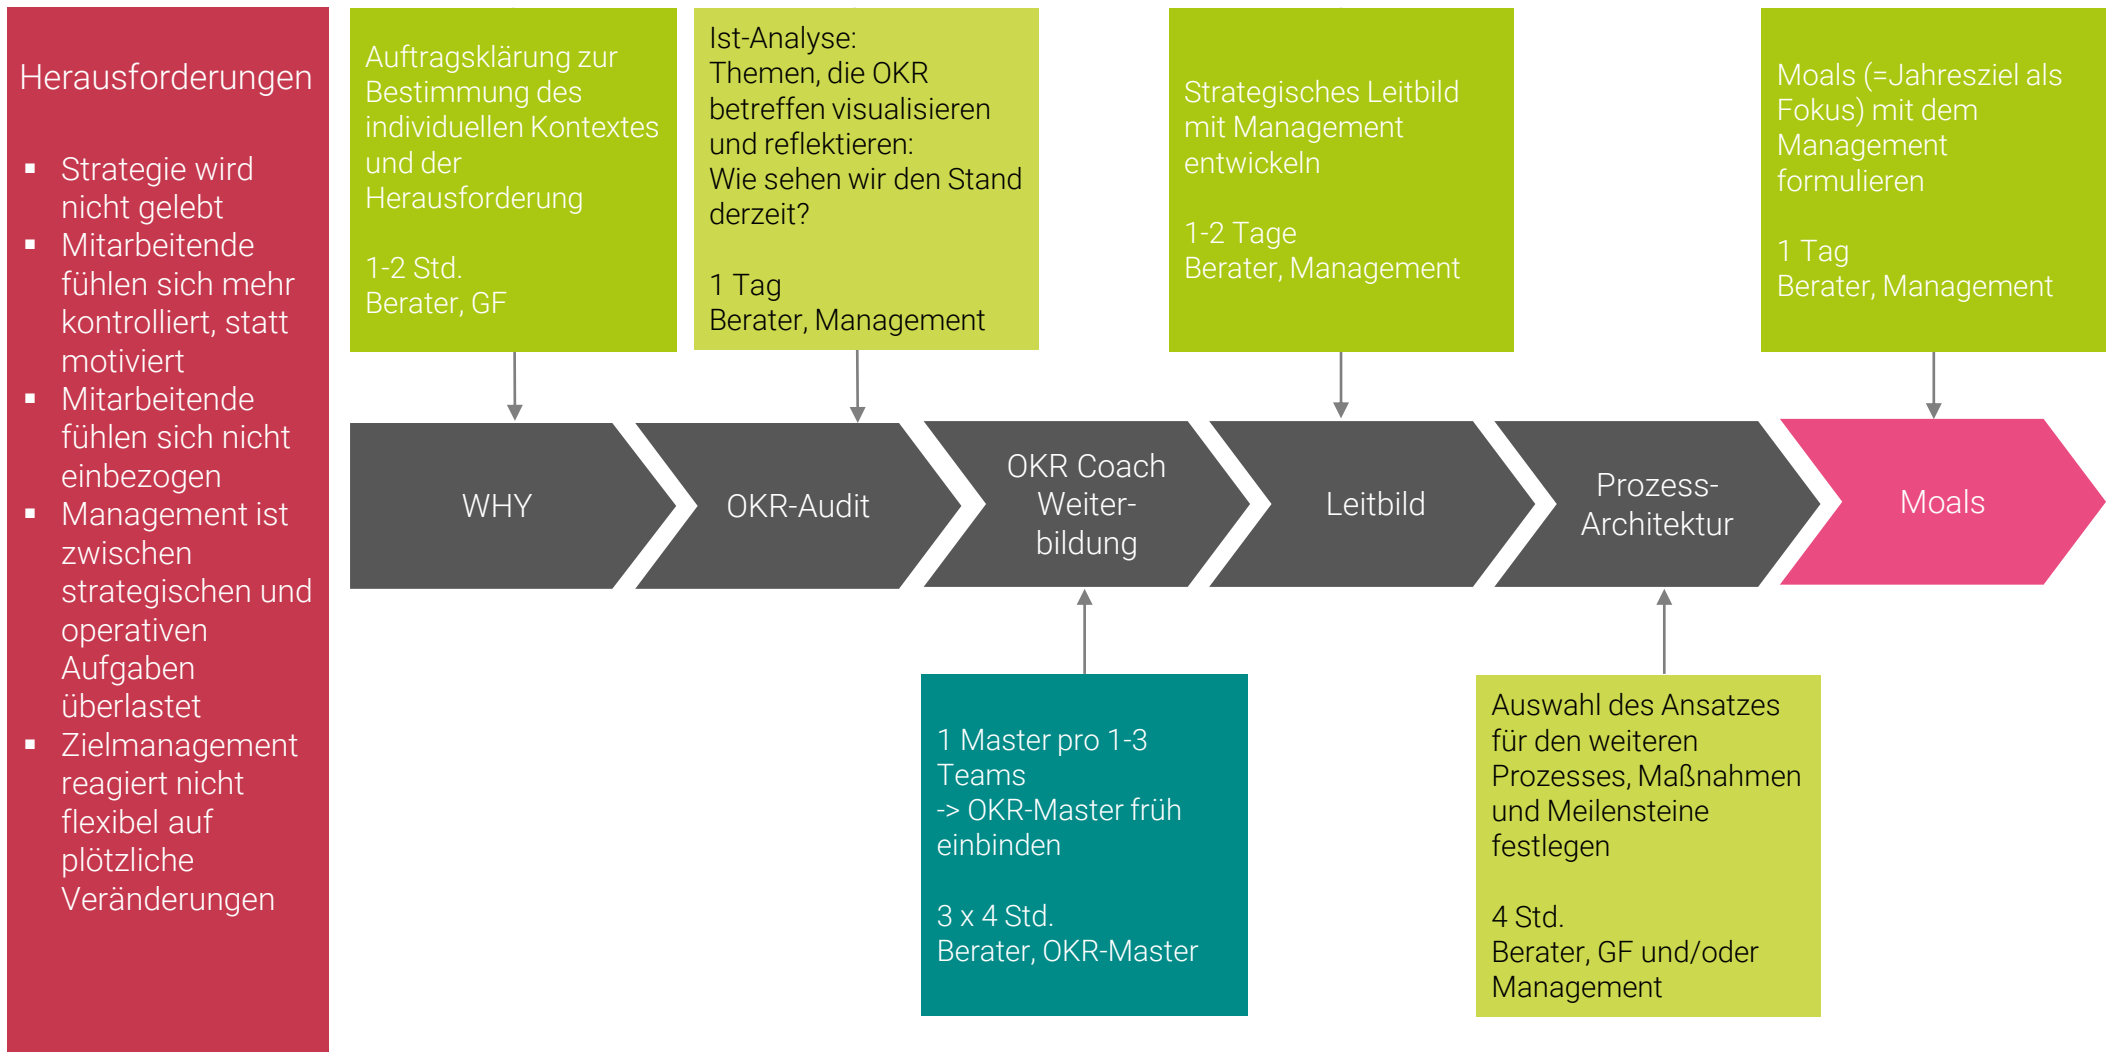 Herausforderungen
▪ Strategie wird
nicht gelebt
▪ Mitarbeitende
fühlen sich mehr
kontrolliert, statt
motiviert
▪ Mitarbeitende
fühlen sich nicht
einbezogen
▪ Management ist
zwischen
strategischen und
operativen
Aufgaben
überlastet
▪ Zielmanagement
reagiert nicht
flexibel auf
plötzliche
Veränderungen
Auftragsklärung zur
Bestimmung des
individuellen Kontextes
und der
Herausforderung
1-2 Std.
Berater, GF
Ist-Analyse:
Themen, die OKR
betreffen visualisieren
und reflektieren:
Wie sehen wir den Stand
derzeit?
1 Tag
Berater, Management
Strategisches Leitbild
mit Management
entwickeln
1-2 Tage
Berater, Management
Moals (=Jahresziel als
Fokus) mit dem
Management
formulieren
1 Tag
Berater, Management
WHY
OKR-Audit
OKR Coach
Weiter-
bildung
Leitbild
Prozess-
Architektur
Moals
1 Master pro 1-3
Teams
-> OKR-Master früh
einbinden
3 x 4 Std.
Berater, OKR-Master
Auswahl des Ansatzes
für den weiteren
Prozesses, Maßnahmen
und Meilensteine
festlegen
4 Std.
Berater, GF und/oder
Management